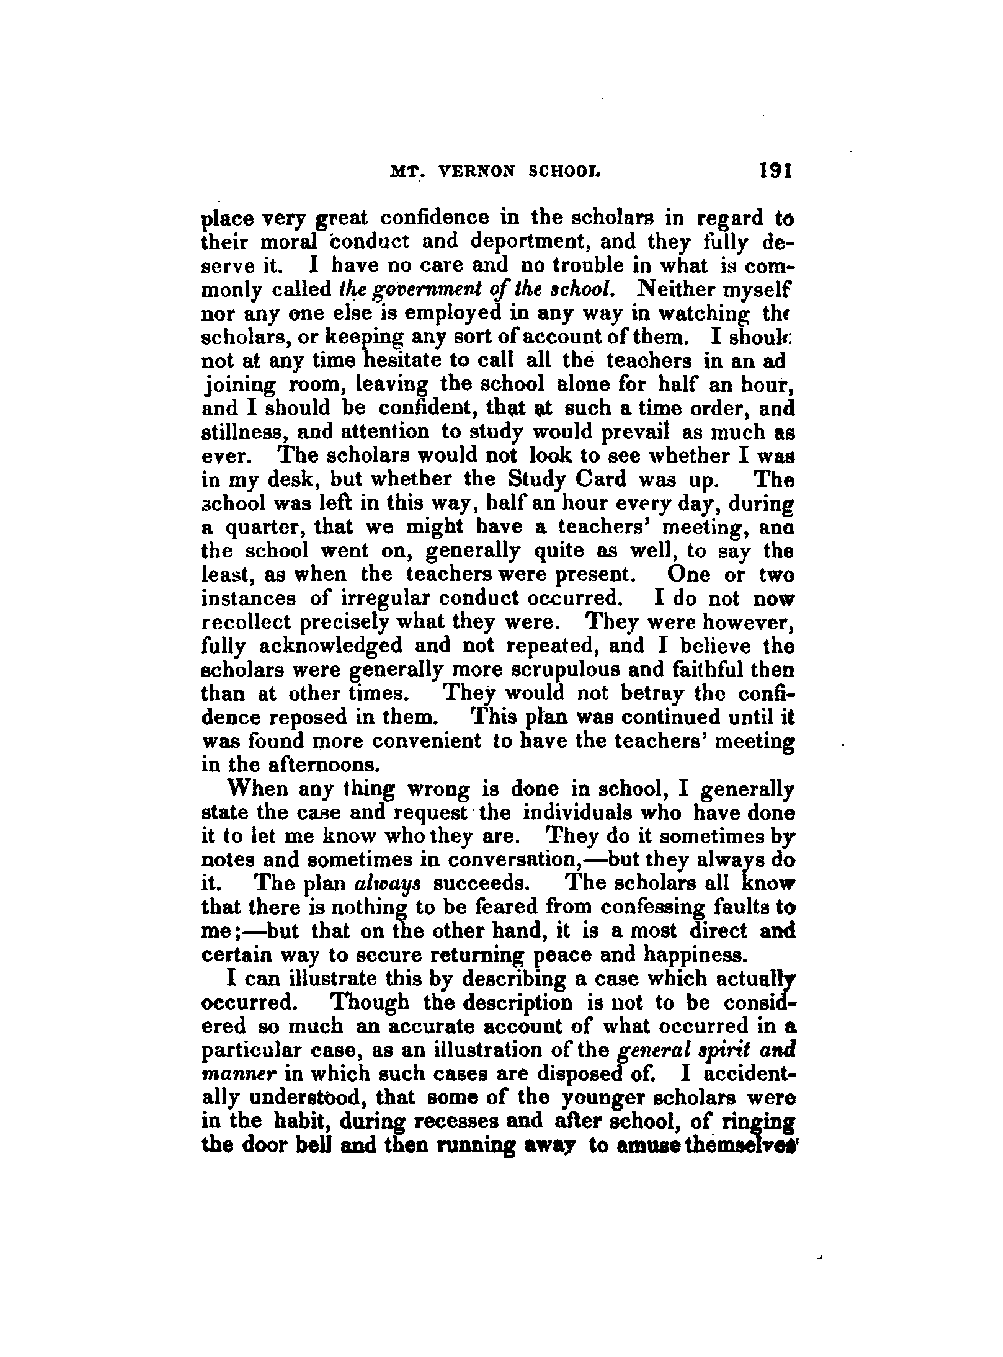 MT. VERNON SCHOOL 191
place very great confidence in the scholars in regard to
their moral conduct and deportment, and they fully de-
serve it. I have no care and no trouble in what is com-
monly called the government of the school. Neither myself
nor any one else is employed in any way in watching the
scholars, or keeping any sort of account of them. I should
not at any time hesitate to call all the teachers in an ad
joining room, leaving the school alone for half an hour,
and I should be confident, that at such a time order, and
stillness, and attention to study would prevail as much as
ever. The scholars would not look to see whether I was
in my desk, but whether the Study Card was up. The
school was left in this way, half an hour every day, during
a quarter, that we might have a teachers' meeting, and
the school went on, generally quite as well, to say the
least, as when the teachers were present. One or two
instances of irregular conduct occurred. I do not now
recollect precisely what they were. They were however,
fully acknowledged and not repeated, and I believe the
scholars were generally more scrupulous and faithful then
than at other times. They would not betray the confi-
dence reposed in them. This plan was continued until it
was found more convenient to have the teachers' meeting
in the afternoons.
When any thing wrong is done in school, I generally
state the case and request the individuals who have done
it to let me know who they are. They do it sometimes by
notes and sometimes in conversation,—but they always do
it. The plan always succeeds. The scholars all know
that there is nothing to be feared from confessing faults to
me;—but that on the other hand, it is a most direct and
certain way to secure returning peace and happiness.
I can illustrate this by describing a case which actually
occurred. Though the description is not to be consid-
ered so much an accurate account of what occurred in a
particular case, as an illustration of the general spirit and
manner in which such cases are disposed of. I accident-
ally understood, that some of the younger scholars were
in the habit, during recesses and after school, of ringing
the door bell and then running away to amuse themselves